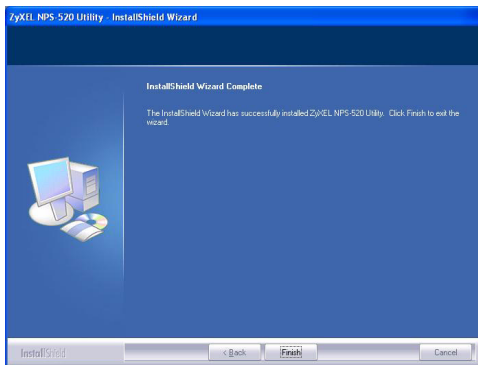 ZyXEL NPS-520 Utility - InstallShield Wizard
InstallShield Wizard Complete
The InstallShield Wizard has successfully installed ZyXEL NPS-520 Utility. Click Finish to exit the
wizard.
InstallShield
< Back Finish Cancel